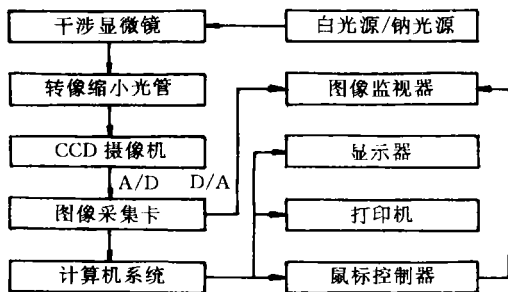 干涉显微镜
白光源/钠光源
转像缩小光管
图像监视器
CCD 摄像机
显示器
A/D
D/A
图像采集卡
打印机
计算机系统
鼠标控制器